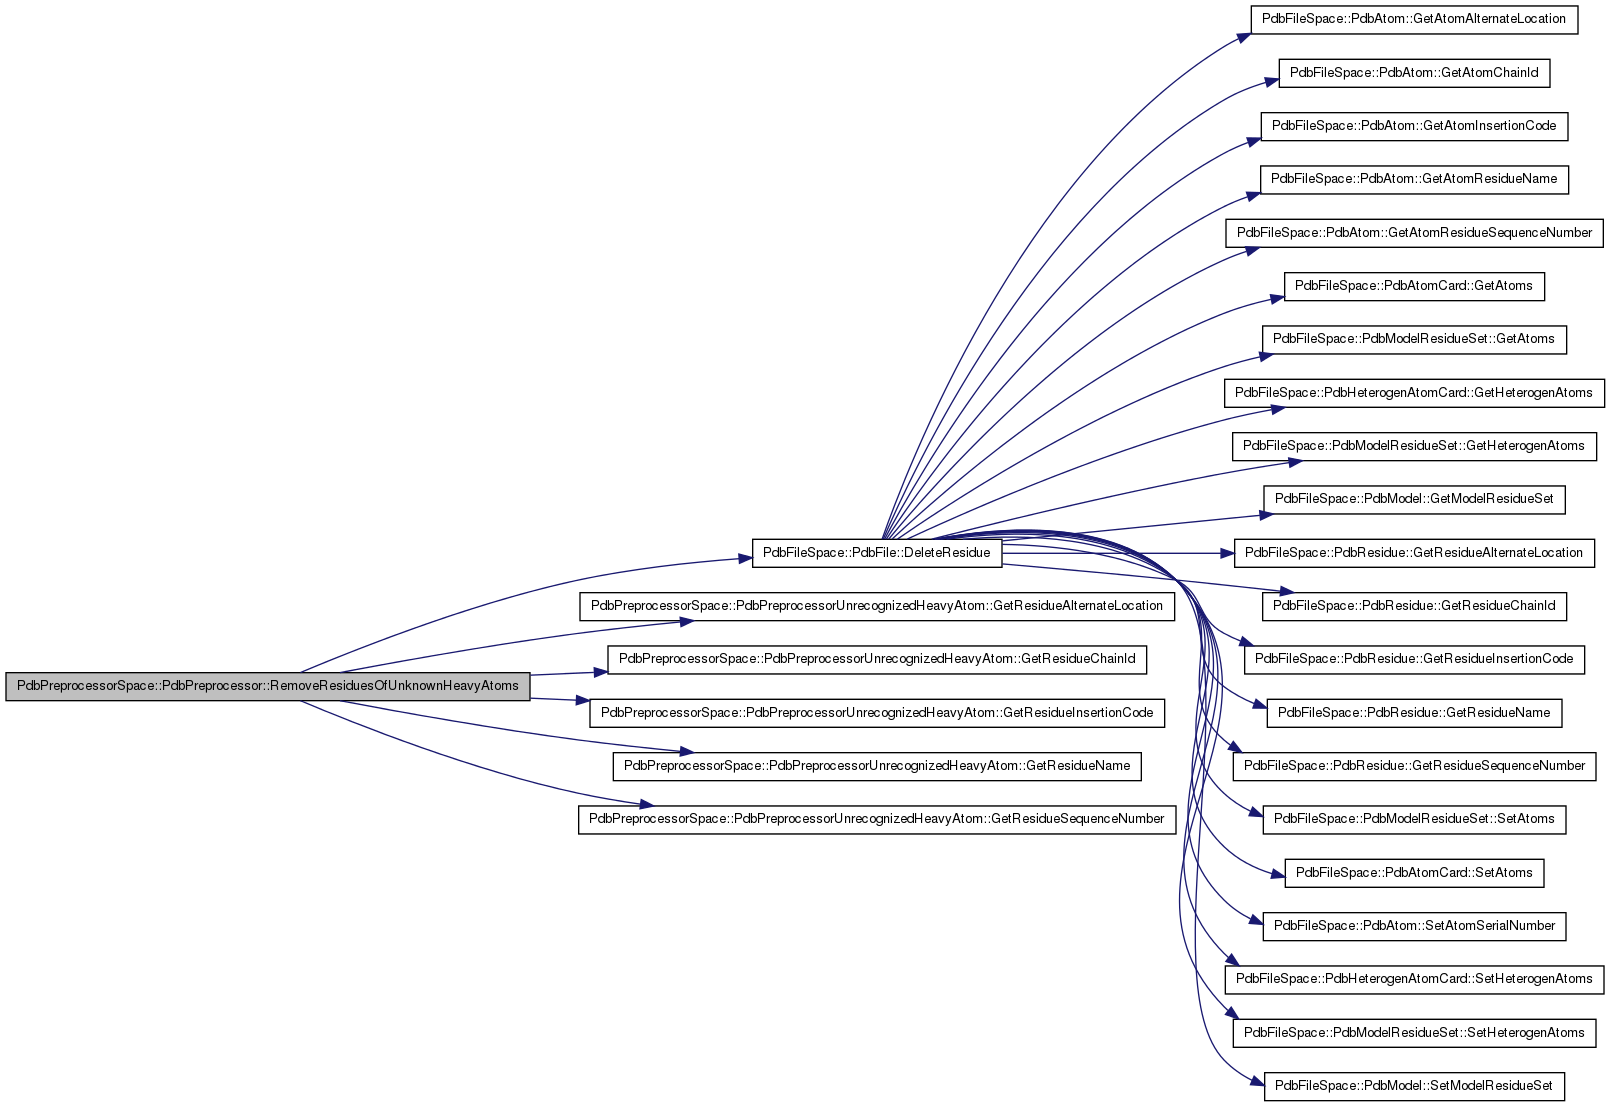 PdbPreprocessorSpace::PdbPreprocessor::RemoveResiduesOfUnknownHeavyAtoms
PdbFileSpace::PdbFile::DeleteResidue
PdbPreprocessorSpace::PdbPreprocessorUnrecognizedHeavyAtom::GetResidueAlternateLocation
PdbPreprocessorSpace::PdbPreprocessorUnrecognizedHeavyAtom::GetResidueChainId
PdbPreprocessorSpace::PdbPreprocessorUnrecognizedHeavyAtom::GetResidueInsertionCode
PdbPreprocessorSpace::PdbPreprocessorUnrecognizedHeavyAtom::GetResidueName
PdbPreprocessorSpace::PdbPreprocessorUnrecognizedHeavyAtom::GetResidueSequenceNumber
PdbFileSpace::PdbAtom::GetAtomAlternateLocation
PdbFileSpace::PdbAtom::GetAtomChainId
PdbFileSpace::PdbAtom::GetAtomInsertionCode
PdbFileSpace::PdbAtom::GetAtomResidueName
PdbFileSpace::PdbAtom::GetAtomResidueSequenceNumber
PdbFileSpace::PdbAtomCard::GetAtoms
PdbFileSpace::PdbModelResidueSet::GetAtoms
PdbFileSpace::PdbHeterogenAtomCard::GetHeterogenAtoms
PdbFileSpace::PdbModelResidueSet::GetHeterogenAtoms
PdbFileSpace::PdbModel::GetModelResidueSet
PdbFileSpace::PdbResidue::GetResidueAlternateLocation
PdbFileSpace::PdbResidue::GetResidueChainId
PdbFileSpace::PdbResidue::GetResidueInsertionCode
PdbFileSpace::PdbResidue::GetResidueName
PdbFileSpace::PdbResidue::GetResidueSequenceNumber
PdbFileSpace::PdbModelResidueSet::SetAtoms
PdbFileSpace::PdbAtomCard::SetAtoms
PdbFileSpace::PdbAtom::SetAtomSerialNumber
PdbFileSpace::PdbHeterogenAtomCard::SetHeterogenAtoms
PdbFileSpace::PdbModelResidueSet::SetHeterogenAtoms
PdbFileSpace::PdbModel::SetModelResidueSet